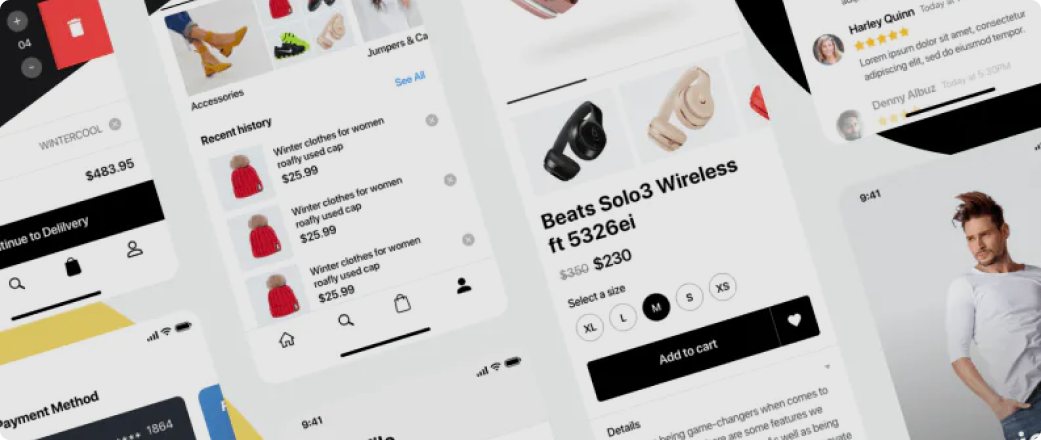 +
04
-
WINTERCOOL
$483.95
to Delilvery
Payment Method
1864
Accessories
Jumpers &
Recent history
See All
Winter clothes for women
roafly used cap
$25.99
Winter clothes for women
roafly used cap
$25.99
Winter clothes for women
roafly used cap
$25.99
9:41
Beats Solo3 Wireless
ft 5326ei
$350 $230
Select a size
XL L M S XS
Add to cart
Details
being game-changers when comes to
are some features we
As well as being
Harley Quinn Today at
Lorem ipsum dolor sit amet, consectetur
adipiscing elit, sed do eiusmod tempor.
Denny Albuz Today at 5:30PM
9:41